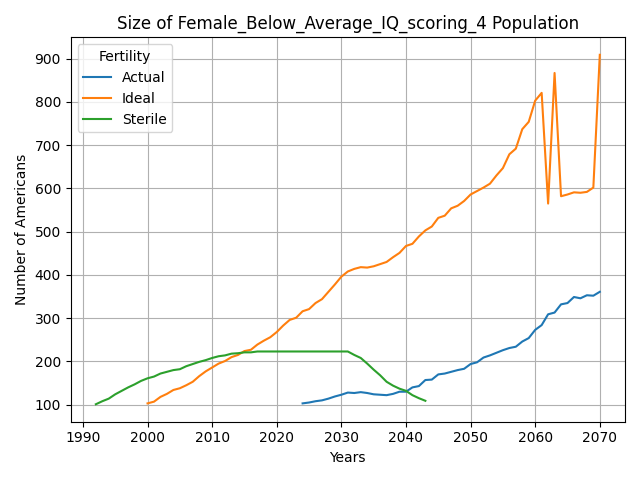 Size of Female_Below_Average_IQ_scoring_4 Population
Number of Americans
900
800
700
600
500
400
300
200
100
Fertility
Actual
Ideal
Sterile
1990 2000 2010 2020 2030 2040 2050 2060 2070
Years